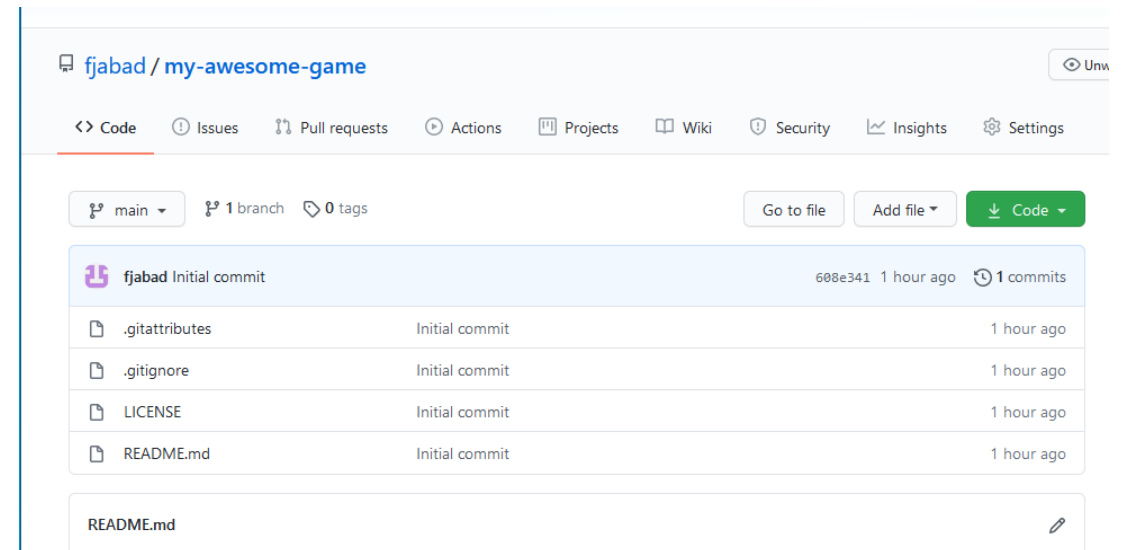 fjabad / my-awesome-game
Code Issues Pull requests Actions Projects Wiki Security Insights Settings
main 1 branch 0 tags Go to file Add file Code
fjabad Initial commit 608e341 1 hour ago 1 commits
.gitattributes Initial commit 1 hour ago
.gitignore Initial commit 1 hour ago
LICENSE Initial commit 1 hour ago
README.md Initial commit 1 hour ago
README.md